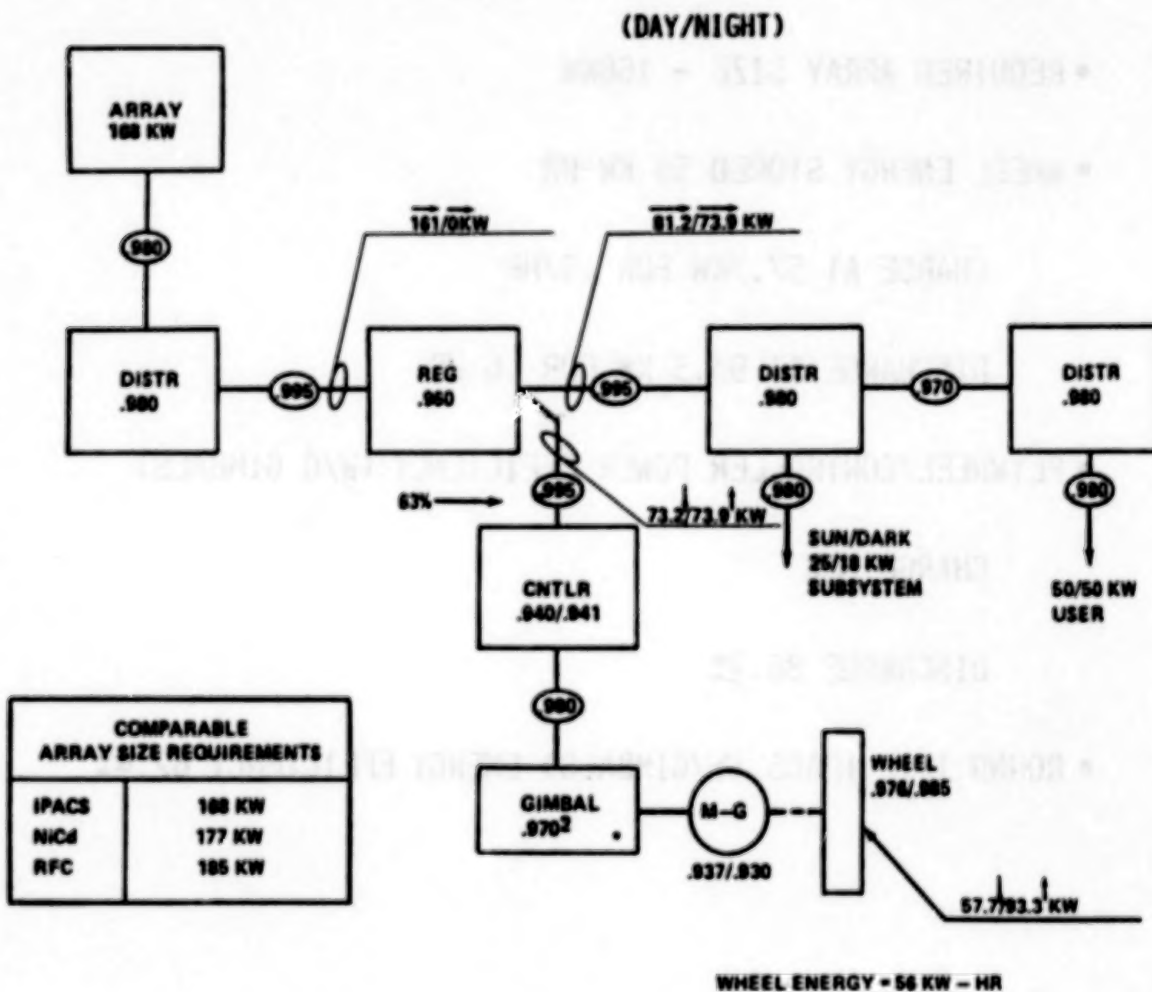 (DAY/NIGHT)
ARRAY
168 KW
.980
161/0KW
81.2/73.9 KW
DISTR
.980
.995
REG
.960
.995
DISTR
.980
.970
DISTR
.980
63%
.995
73.2/73.9 KW
.980
.980
SUN/DARK
25/18 KW
SUBSYSTEM
50/50 KW
USER
CNTLR
.940/.941
.980
COMPARABLE
ARRAY SIZE REQUIREMENTS
IPACS 168 KW
NiCd 177 KW
RFC 185 KW
GIMBAL
.970²
M-G
.937/.930
WHEEL
.976/.985
57.7/93.3 KW
WHEEL ENERGY = 56 KW – HR